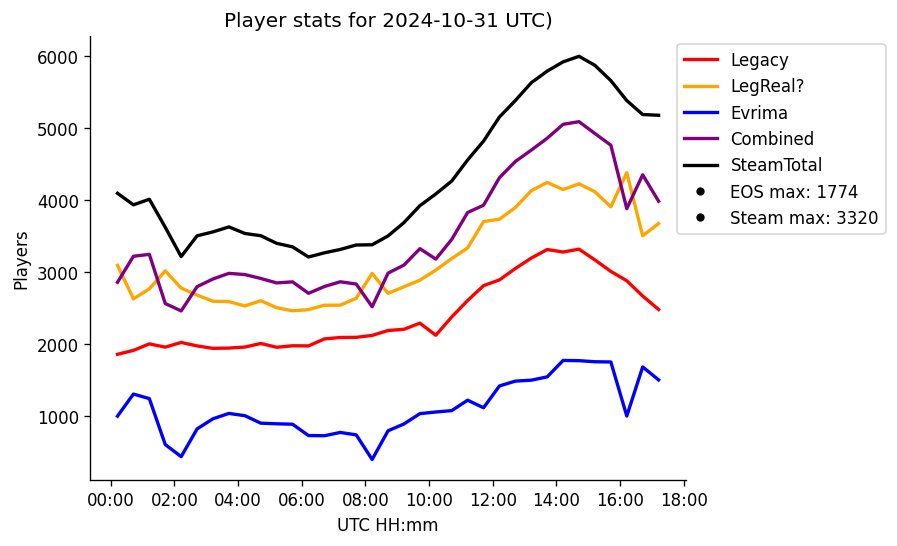 Player stats for 2024-10-31 UTC)
Legacy
LegReal?
Evrima
Combined
SteamTotal
EOS max: 1774
Steam max: 3320
Players
6000
5000
4000
3000
2000
1000
00:00 02:00 04:00 06:00 08:00 10:00 12:00 14:00 16:00 18:00
UTC HH:mm